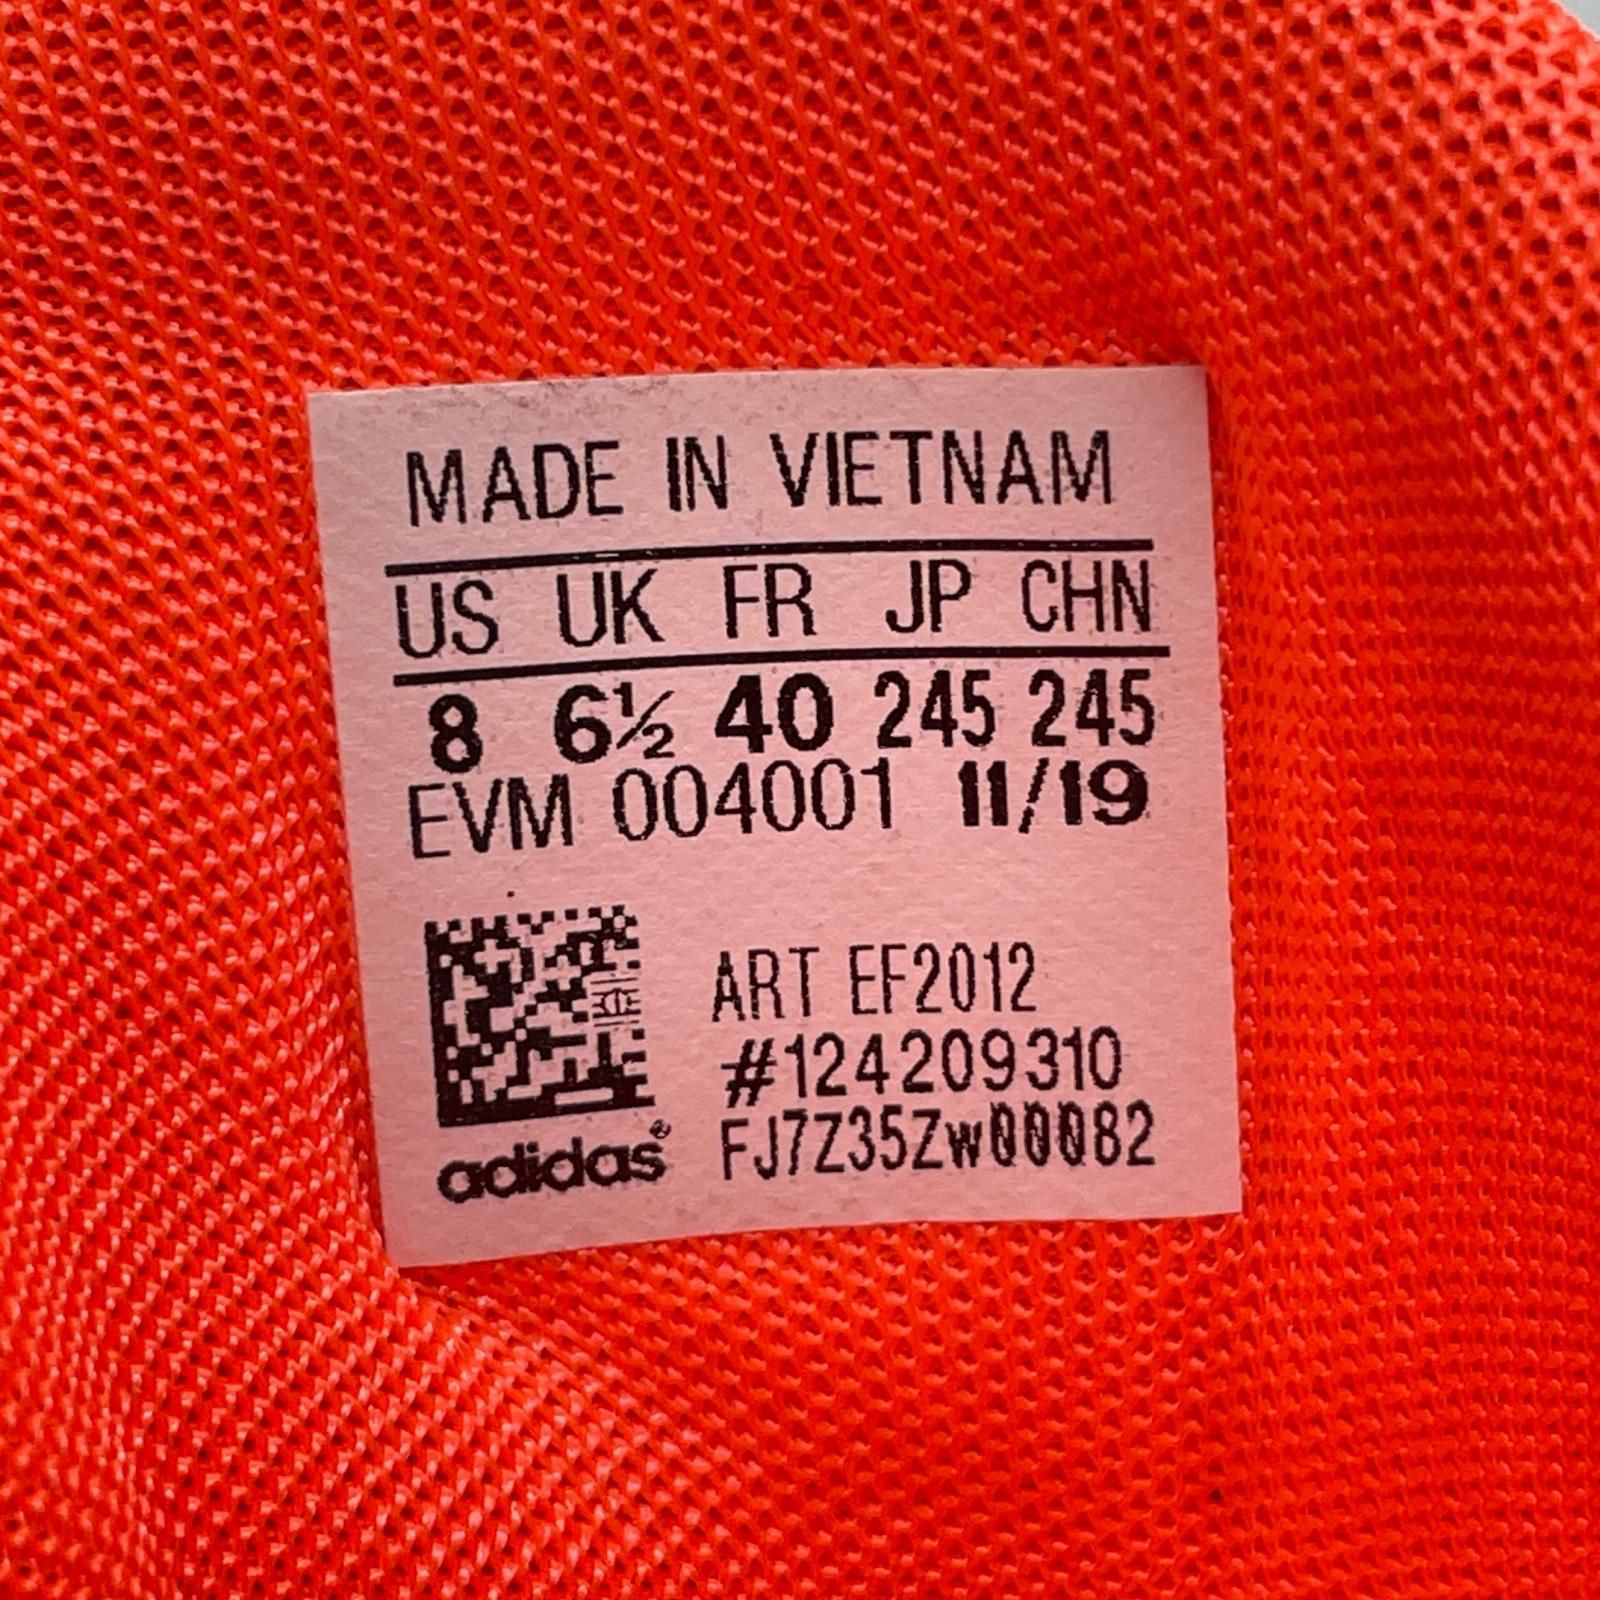 MADE IN VIETNAM
US UK FR JP CHN
8 6½ 40 245 245
EVM 004001 11/19
ART EF2012
#124209310
FJ7Z35Zw00082
adidas®